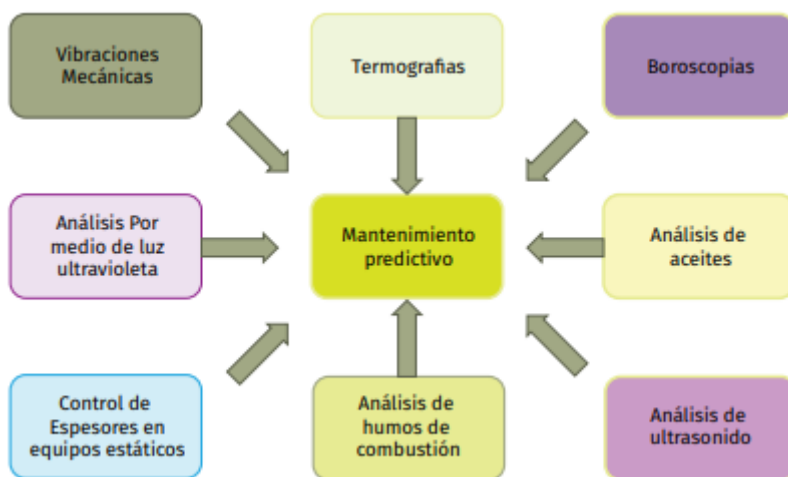 Vibraciones
Mecánicas
Termografias
Boroscopias
Análisis Por
medio de luz
ultravioleta
Mantenimiento
predictivo
Análisis de
aceites
Control de
Espesores en
equipos estáticos
Análisis de
humos de
combustión
Análisis de
ultrasonido